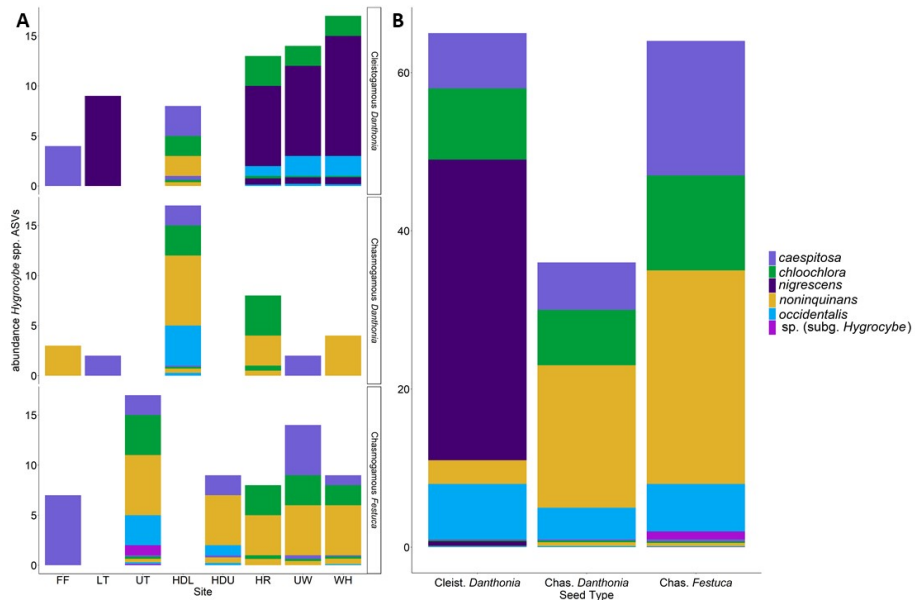 A
B
abundance Hygrocybe spp. ASVs
15
10
5
0
Cleistogamous Danthonia
15
10
5
0
Chasmogamous Danthonia
15
10
5
0
Chasmogamous Festuca
FF LT UT HDL HDU HR UW WH
Site
60
40
20
0
Cleist. Danthonia Chas. Danthonia Chas. Festuca
Seed Type
caespitosa
chloochlora
nigrescens
noninquinans
occidentalis
sp. (subg. Hygrocybe)